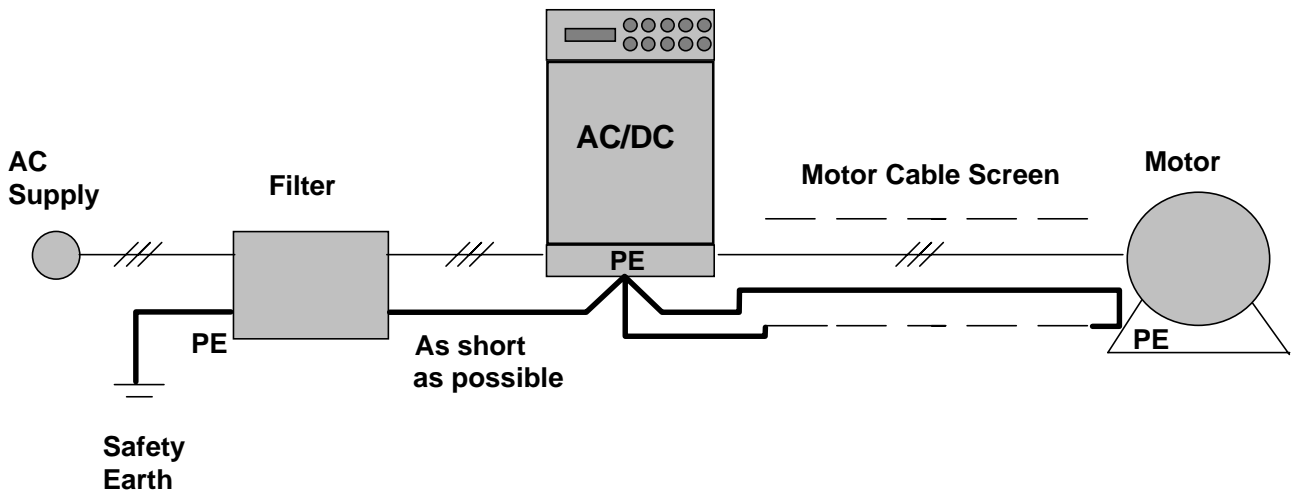 AC
Supply
Filter
AC/DC
Motor Cable Screen
Motor
PE
PE
As short
as possible
PE
Safety
Earth